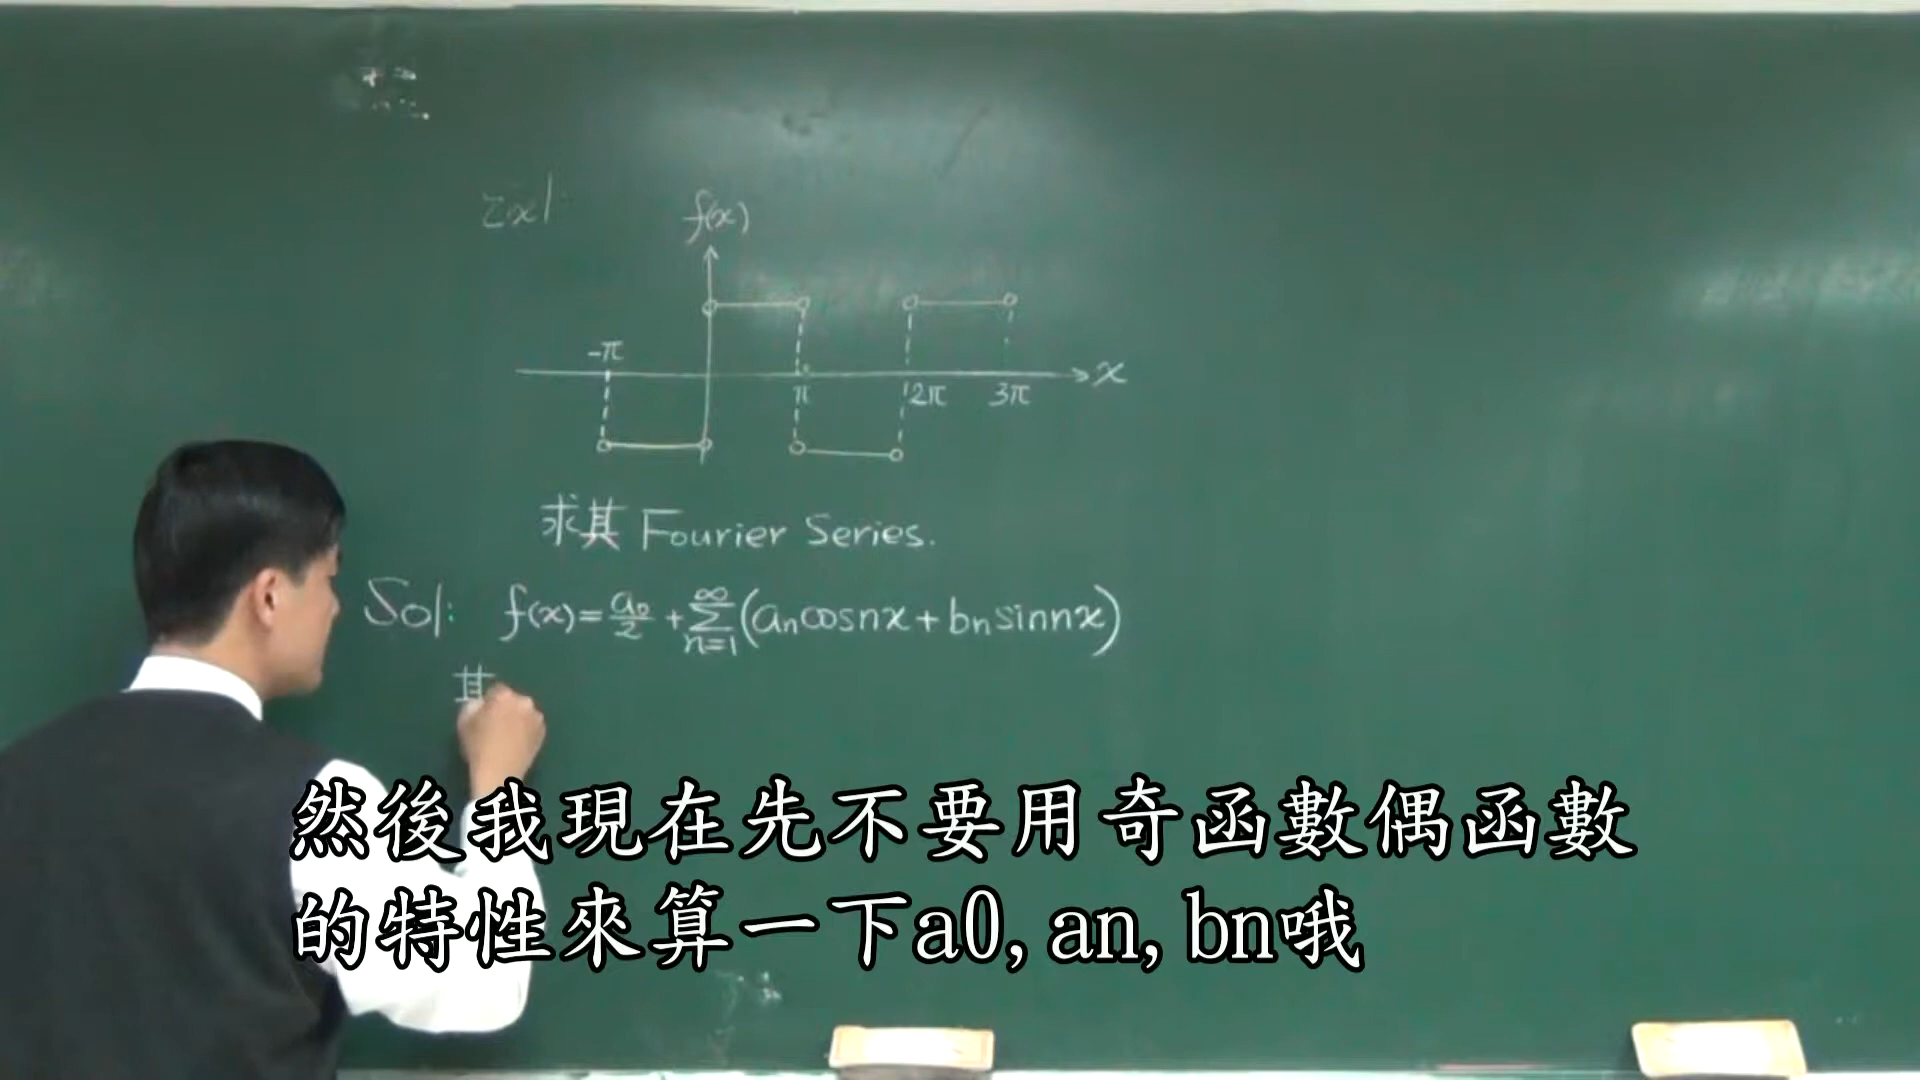 Ex1:
f(x)
-π
π 2π 3π x
求其 Fourier Series.
Sol: f(x)=a₀/2+∑_{n=1}^{∞}(aₙcosnx+bₙsinnx)
其
然後我現在先不要用奇函數偶函數
的特性來算一下a0,an,bn哦